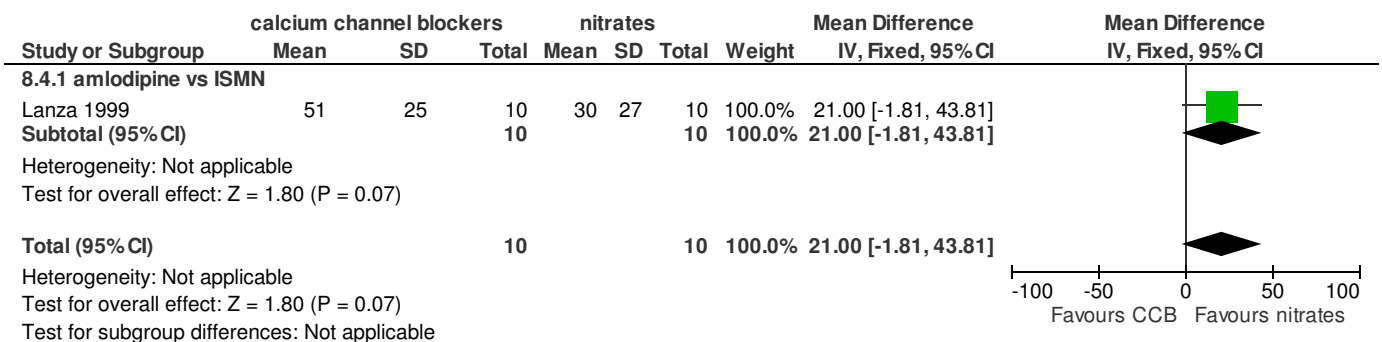 calcium channel blockers nitrates Mean Difference Mean Difference
Study or Subgroup Mean SD Total Mean SD Total Weight IV, Fixed, 95% CI IV, Fixed, 95% CI
8.4.1 amlodipine vs ISMN
Lanza 1999 51 25 10 30 27 10 100.0% 21.00 [-1.81, 43.81]
Subtotal (95% CI) 10 10 100.0% 21.00 [-1.81, 43.81]
Heterogeneity: Not applicable
Test for overall effect: Z = 1.80 (P = 0.07)
Total (95% CI) 10 10 100.0% 21.00 [-1.81, 43.81]
Heterogeneity: Not applicable
Test for overall effect: Z = 1.80 (P = 0.07)
Test for subgroup differences: Not applicable
-100 -50 0 50 100
Favours CCB Favours nitrates